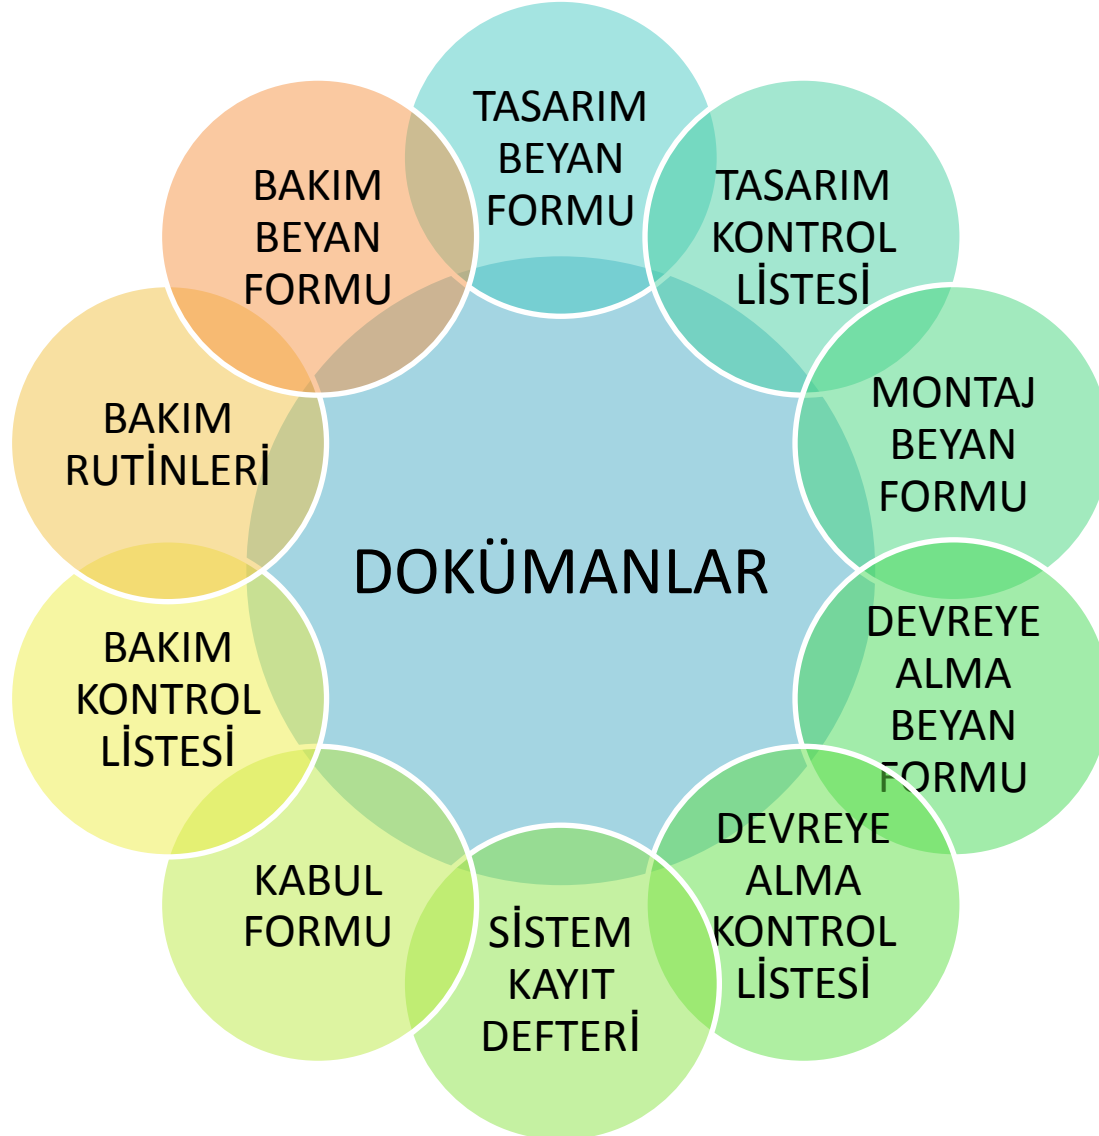 TASARIM
BEYAN
FORMU
TASARIM
KONTROL
LİSTESİ
MONTAJ
BEYAN
FORMU
DEVREYE
ALMA
BEYAN
FORMU
DEVREYE
ALMA
KONTROL
LİSTESİ
SİSTEM
KAYIT
DEFTERİ
KABUL
FORMU
BAKIM
KONTROL
LİSTESİ
BAKIM
RUTİNLERİ
BAKIM
BEYAN
FORMU
DOKÜMANLAR